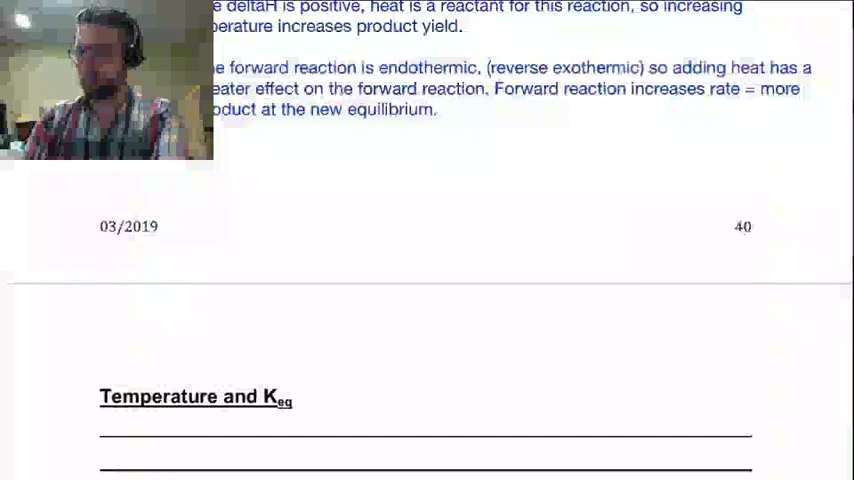 deltaH is positive, heat is a reactant for this reaction, so increasing
perature increases product yield.
e forward reaction is endothermic, (reverse exothermic) so adding heat has a
eater effect on the forward reaction. Forward reaction increases rate = more
oduct at the new equilibrium.
03/2019
40
Temperature and Keq